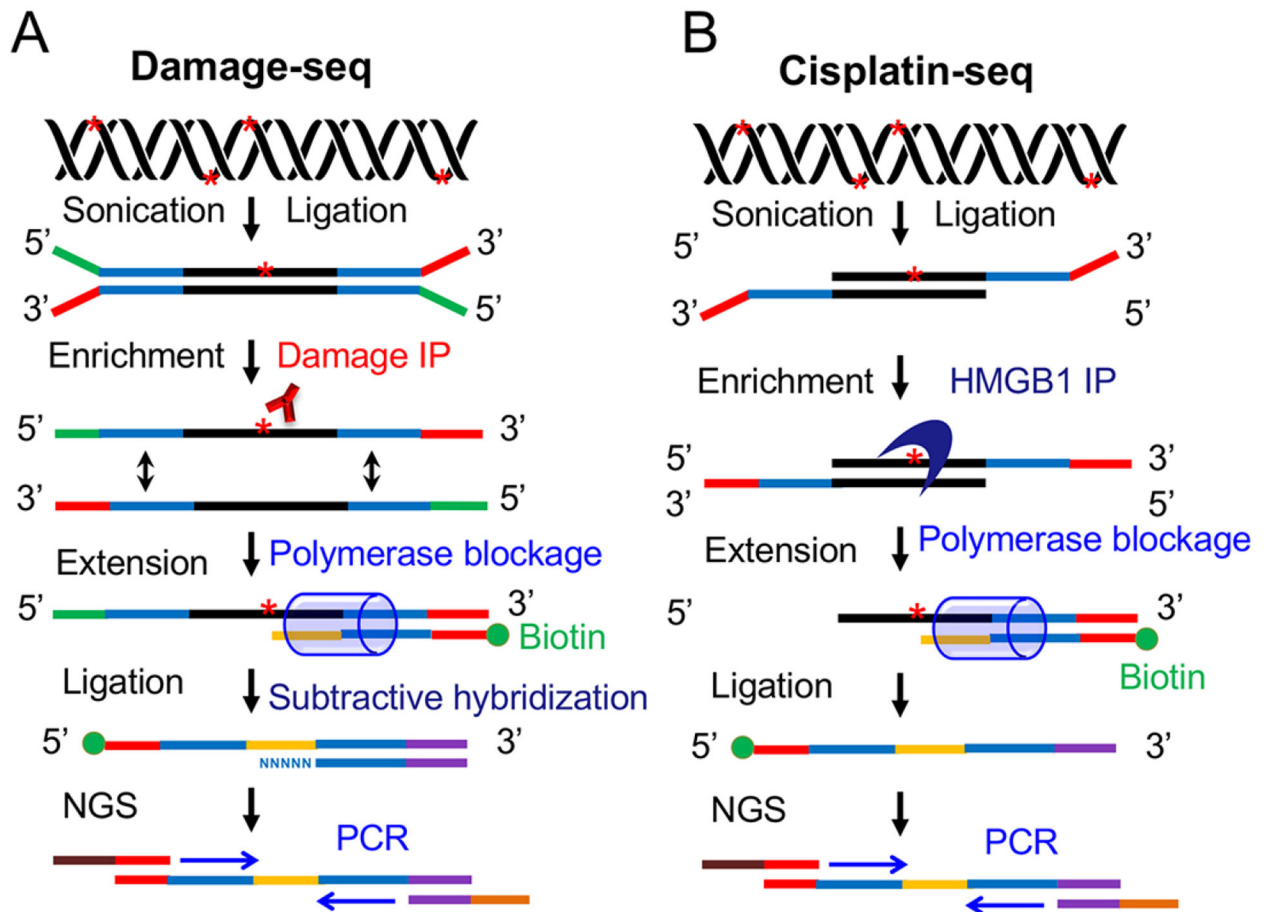 A
Damage-seq
Sonication Ligation
5’ 3’
3’ 5’
Enrichment Damage IP
5’ 3’
3’ 5’
Extension Polymerase blockage
5’ 3’
Biotin
Ligation Subtractive hybridization
5’ 3’
NNNNN
NGS
PCR
B
Cisplatin-seq
Sonication Ligation
5’ 3’
3’ 5’
Enrichment HMGB1 IP
5’ 3’
3’ 5’
Extension Polymerase blockage
5’ 3’
Biotin
Ligation
5’ 3’
NGS
PCR